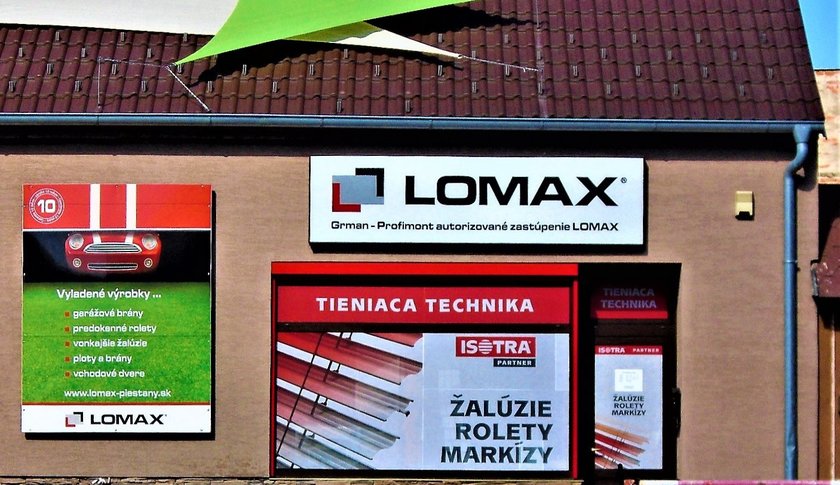 10
Vyladené výrobky ...
garážové brány
predokenné rolety
vonkajšie žalúzie
ploty a brány
vchodové dvere
www.lomax-piestany.sk
LOMAX
LOMAX®
Grman - Profimont autorizované zastúpenie LOMAX
TIENIACA TECHNIKA
ISOTRA®
PARTNER
ŽALÚZIE
ROLETY
MARKÍZY
TIENIACA
TECHNIKA
ISOTRA PARTNER
ŽALÚZIE
ROLETY
MARKÍZY